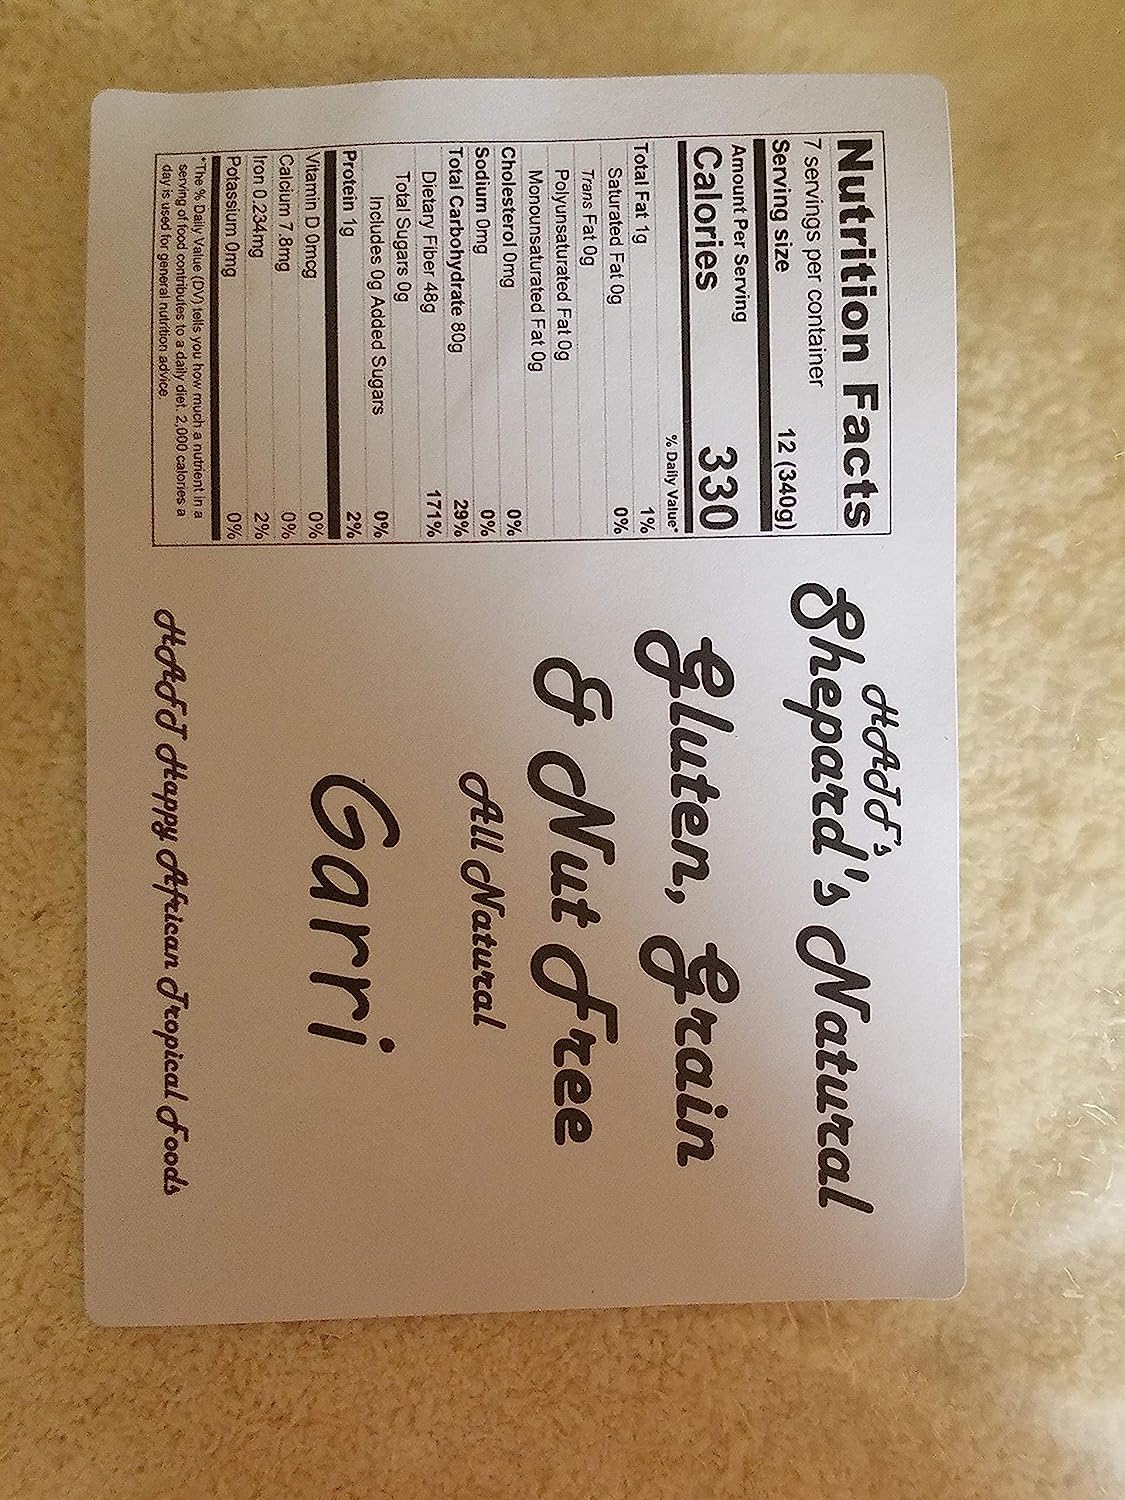 Nutrition Facts
7 servings per container
Serving size 12 (340g)
Amount Per Serving
Calories 330
% Daily Value*
Total Fat 1g 1%
Saturated Fat 0g 0%
Trans Fat 0g
Polyunsaturated Fat 0g
Monounsaturated Fat 0g
Cholesterol 0mg 0%
Sodium 0mg 0%
Total Carbohydrate 80g 29%
Dietary Fiber 48g 171%
Total Sugars 0g
Includes 0g Added Sugars 0%
Protein 1g 2%
Vitamin D 0mcg 0%
Calcium 7.8mg 0%
Iron 0.234mg 2%
Potassium 0mg 0%
*The % Daily Value (DV) tells you how much a nutrient in a
serving of food contributes to a daily diet. 2,000 calories a
day is used for general nutrition advice.
HATF's
Shepard's Natural
Gluten, Grain
& Nut Free
All Natural
Garri
HAFT Happy African Tropical Foods